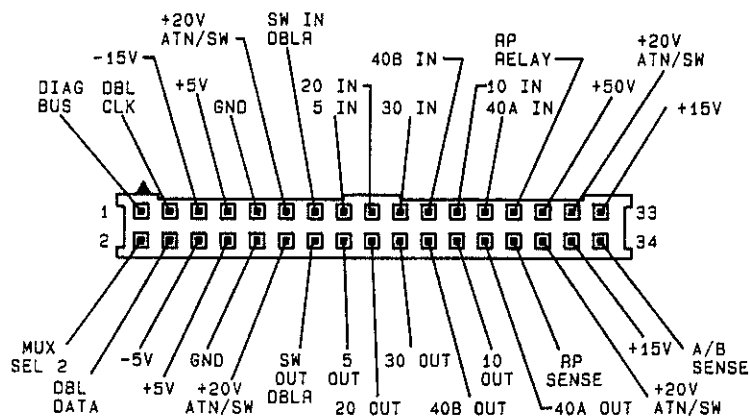 +20V
ATN/SW
SW IN
DBLR
-15V
40B IN
RP
RELAY
+20V
ATN/SW
DIAG
BUS
DBL
CLK
+5V
GND
20 IN
5 IN
30 IN
10 IN
40A IN
+50V
+15V
1
33
2
34
MUX
SEL 2
DBL
DATA
-5V
+5V
GND
+20V
ATN/SW
SW
OUT
DBLR
5
OUT
20 OUT
30 OUT
40B OUT
10
OUT
RP
SENSE
40A OUT
+15V
+20V
ATN/SW
A/B
SENSE